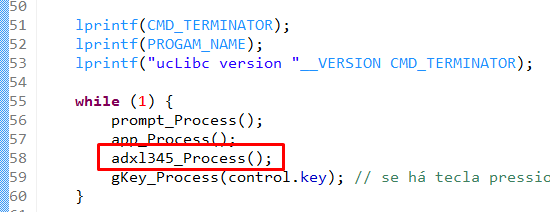 50
51 lprintf(CMD_TERMINATOR);
52 lprintf(PROGAM_NAME);
53 lprintf("ucLibc version "__VERSION CMD_TERMINATOR);
54
55 while (1) {
56 prompt_Process();
57 app_Process();
58 adxl345_Process();
59 gKey_Process(control.key); // se há tecla pressio
60 }